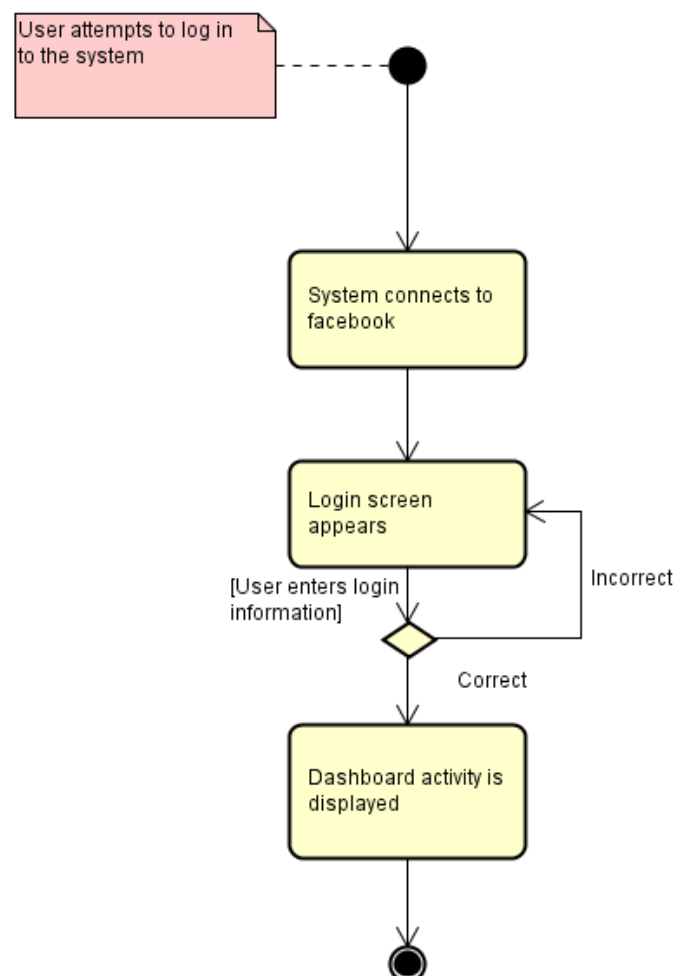 User attempts to log in
to the system
System connects to
facebook
Login screen
appears
[User enters login
information]
Incorrect
Correct
Dashboard activity is
displayed